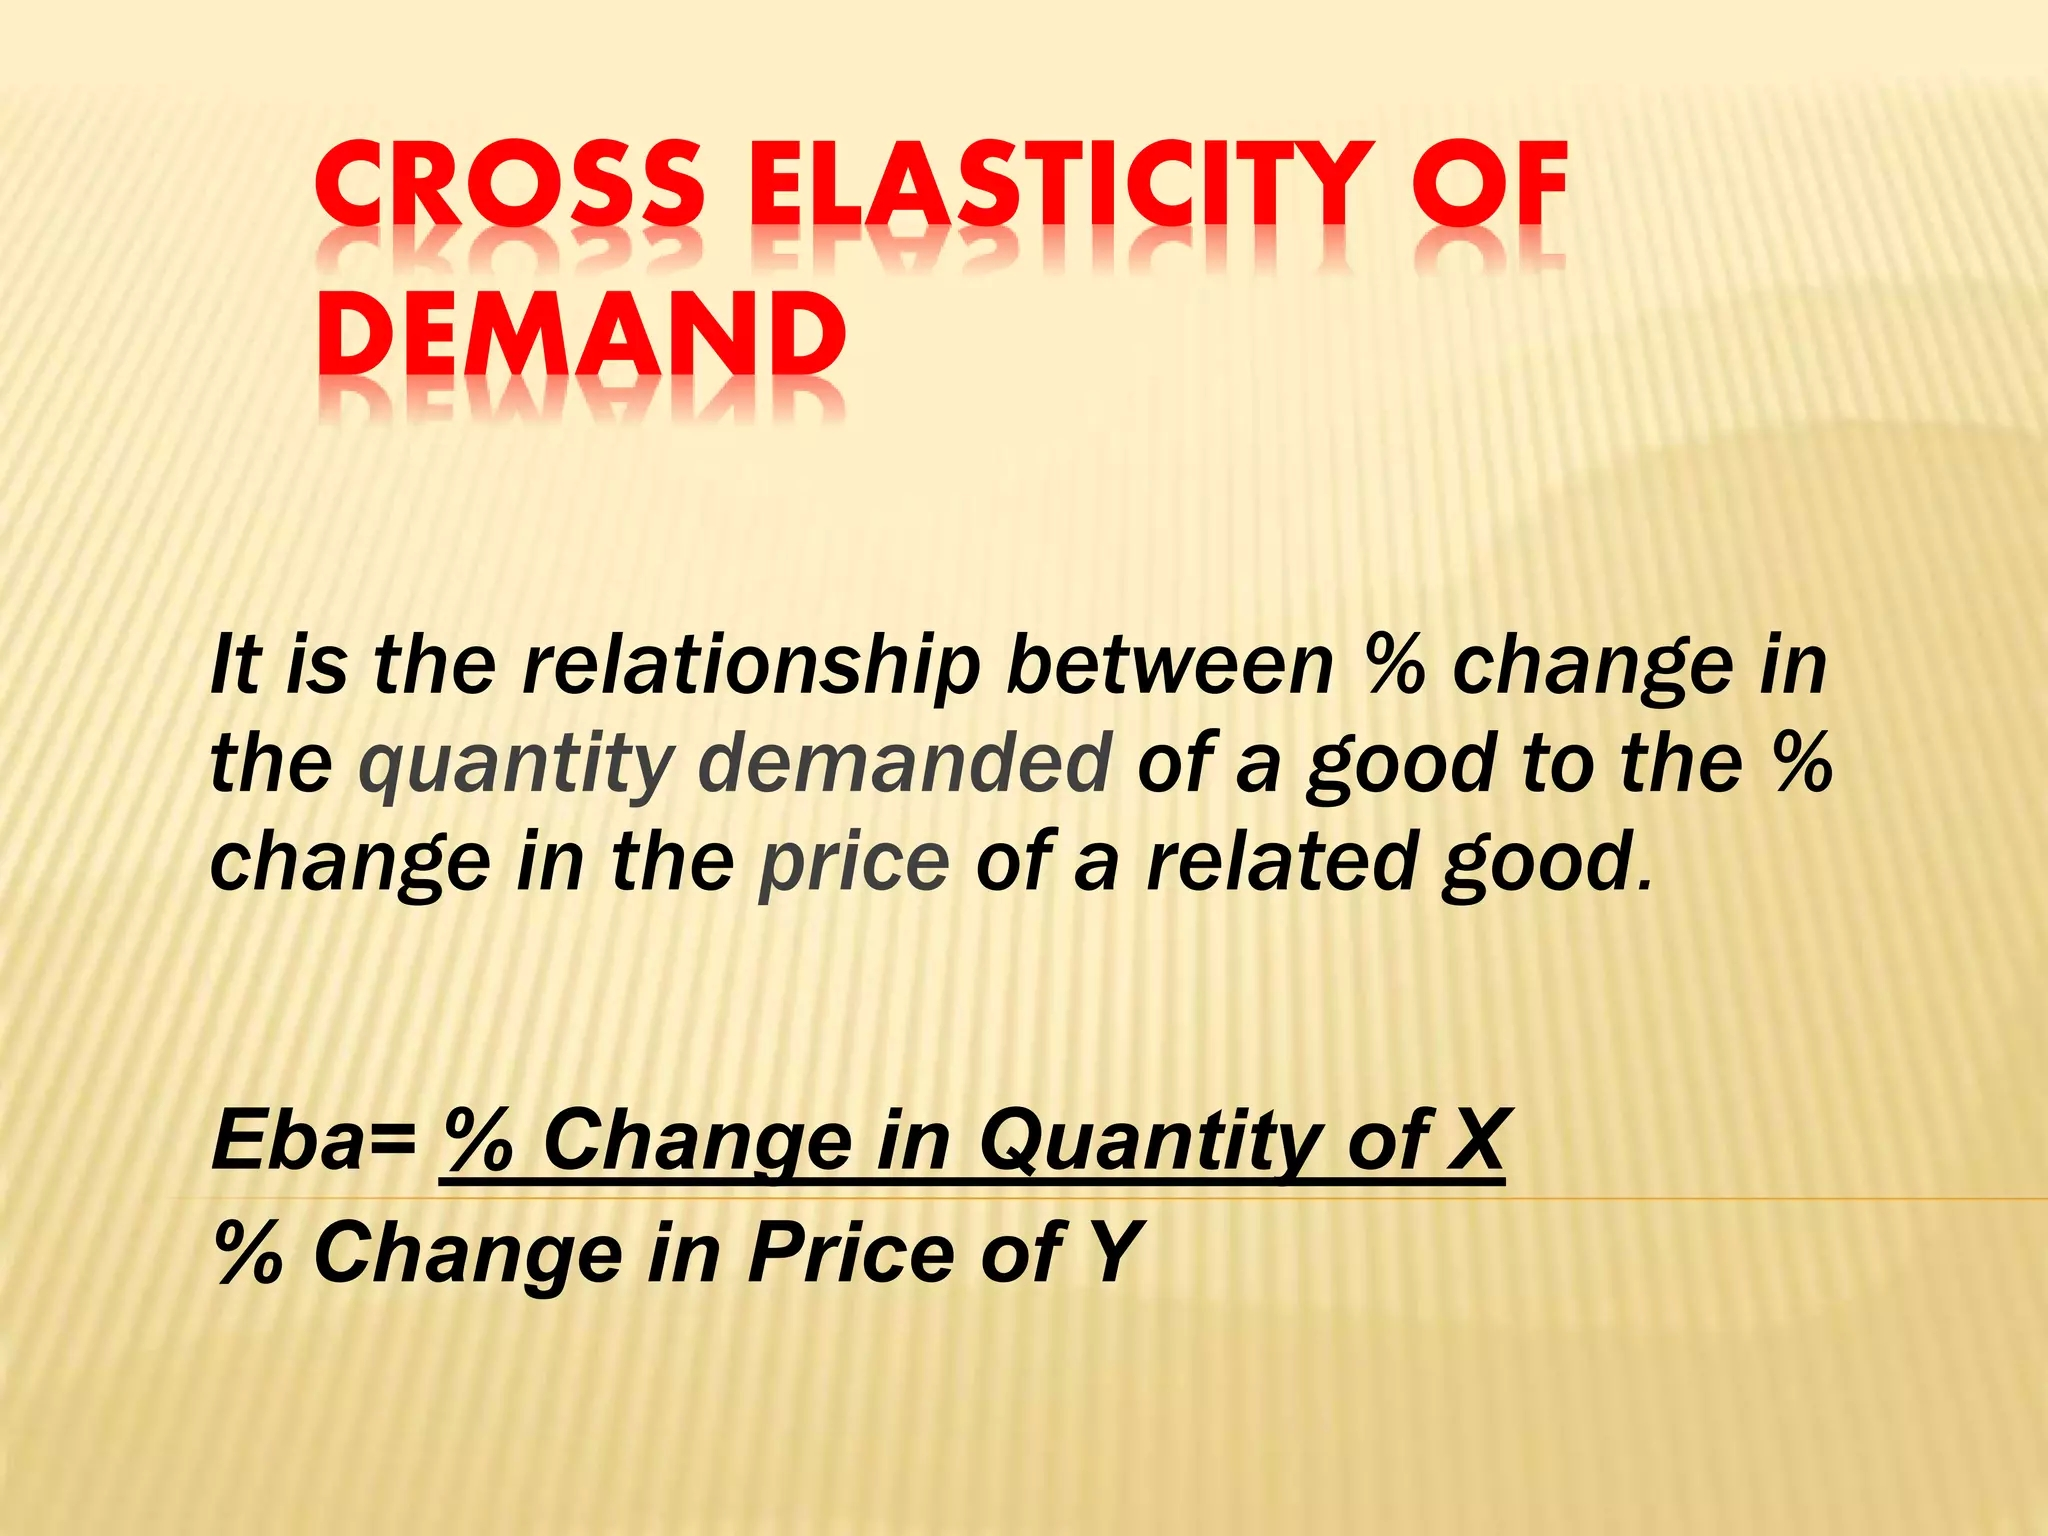 CROSS ELASTICITY OF
DEMAND
It is the relationship between % change in
the quantity demanded of a good to the %
change in the price of a related good.
Eba= % Change in Quantity of X
% Change in Price of Y